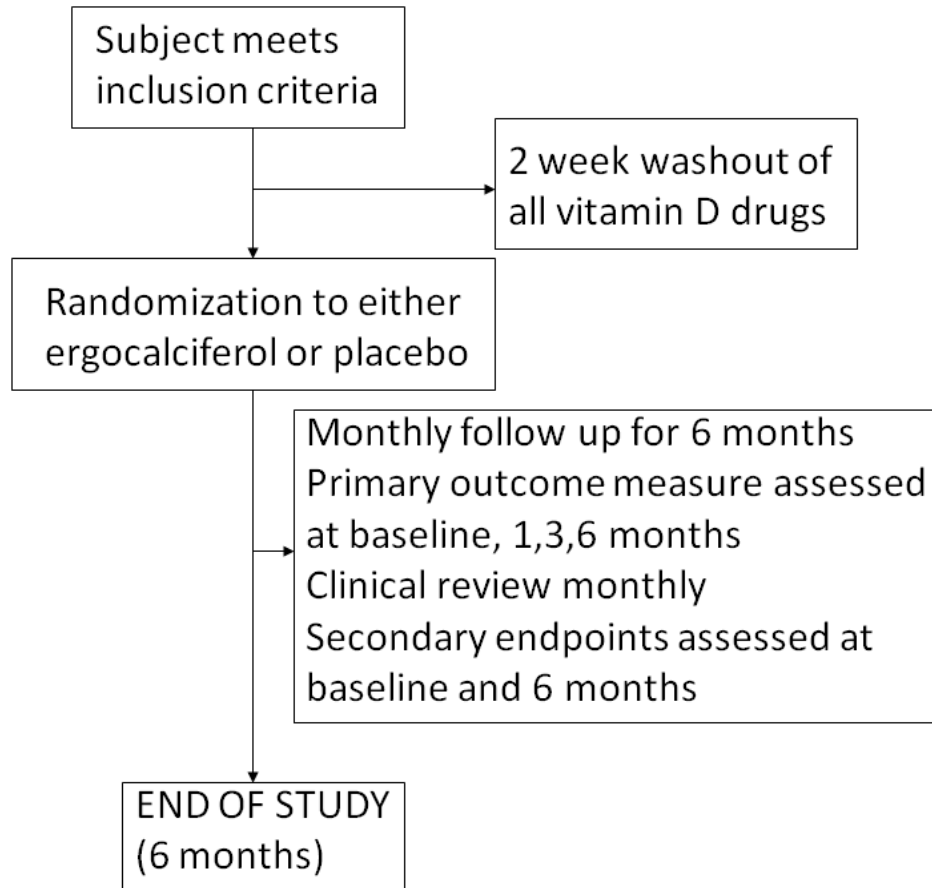 Subject meets
inclusion criteria
2 week washout of
all vitamin D drugs
Randomization to either
ergocalciferol or placebo
Monthly follow up for 6 months
Primary outcome measure assessed
at baseline, 1,3,6 months
Clinical review monthly
Secondary endpoints assessed at
baseline and 6 months
END OF STUDY
(6 months)